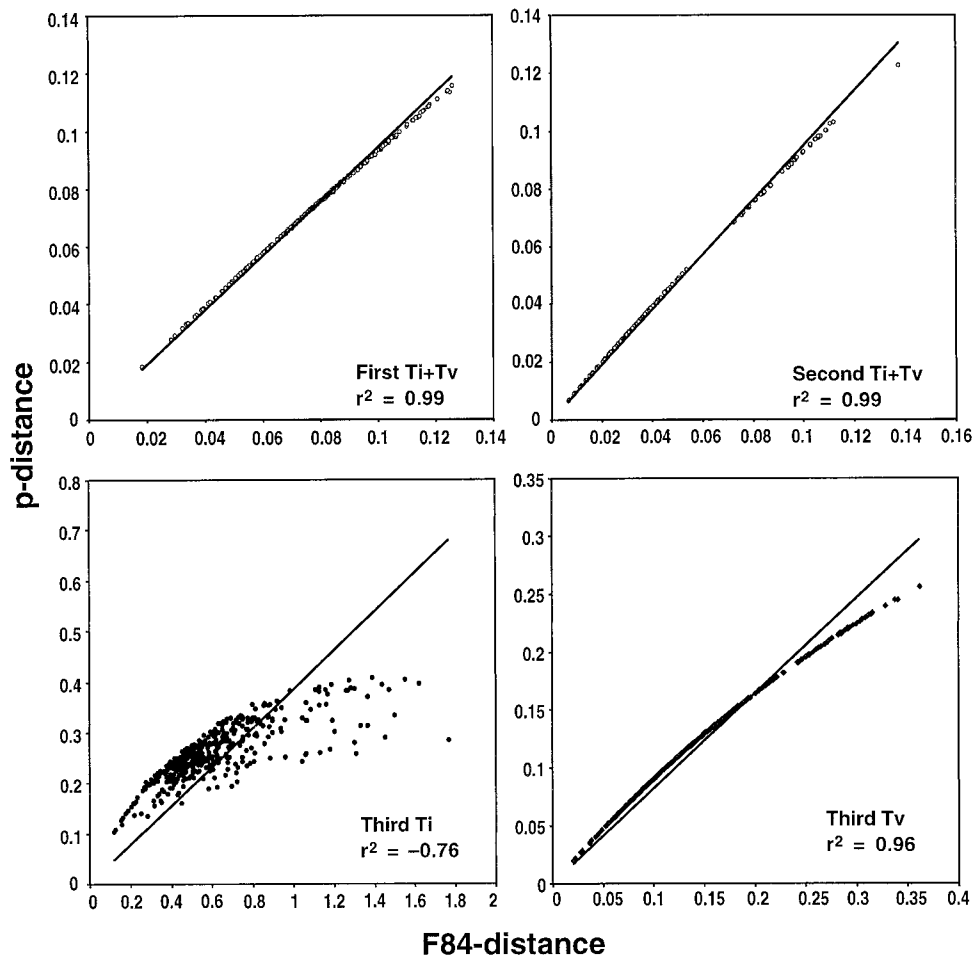 p-distance
0.14
0.12
0.1
0.08
0.06
0.04
0.02
0
First Ti+Tv
r² = 0.99
0 0.02 0.04 0.06 0.08 0.1 0.12 0.14
0.14
0.12
0.1
0.08
0.06
0.04
0.02
0
Second Ti+Tv
r² = 0.99
0 0.02 0.04 0.06 0.08 0.1 0.12 0.14 0.16
0.8
0.7
0.6
0.5
0.4
0.3
0.2
0.1
0
Third Ti
r² = −0.76
0 0.2 0.4 0.6 0.8 1 1.2 1.4 1.6 1.8 2
0.35
0.3
0.25
0.2
0.15
0.1
0.05
0
Third Tv
r² = 0.96
0 0.05 0.1 0.15 0.2 0.25 0.3 0.35 0.4
F84-distance